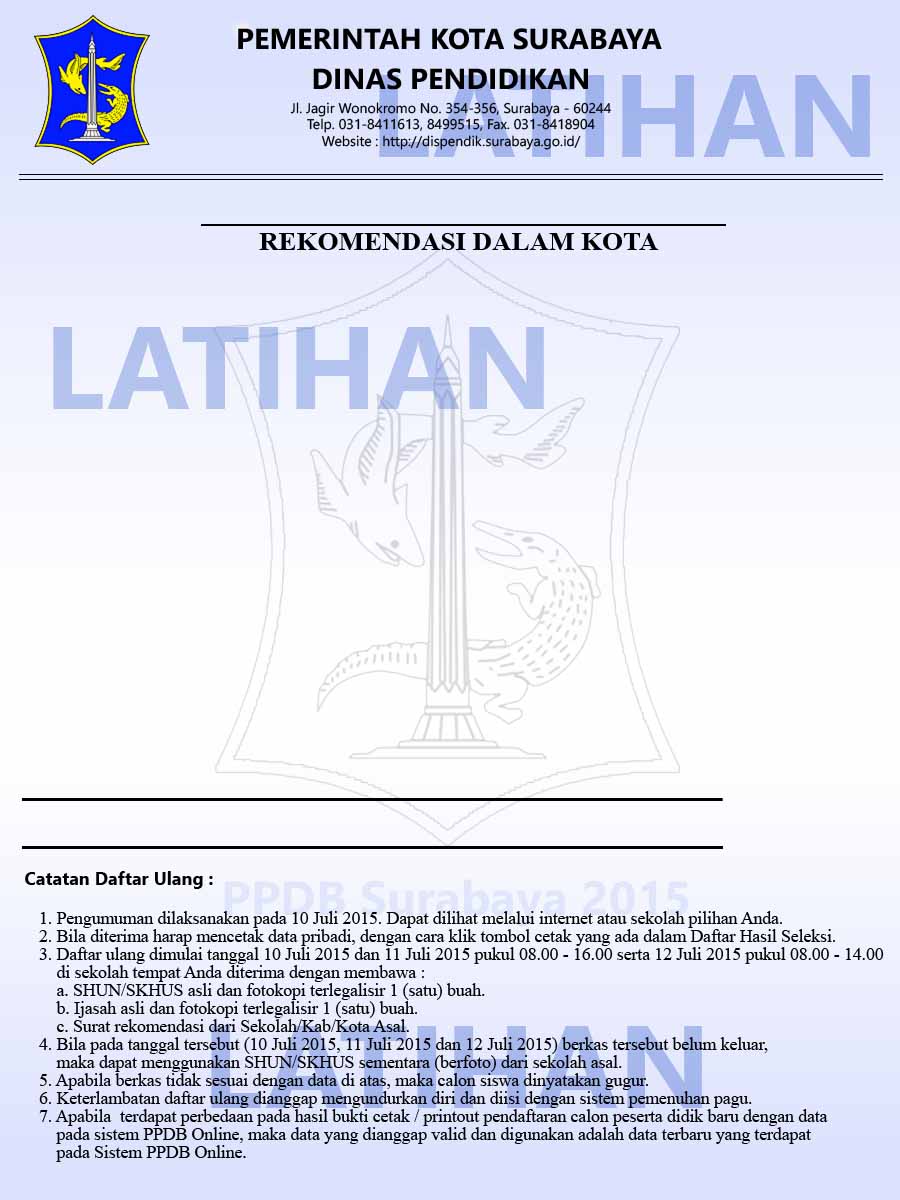 PEMERINTAH KOTA SURABAYA
DINAS PENDIDIKAN
Jl. Jagir Wonokromo No. 354-356, Surabaya - 60244
Telp. 031-8411613, 8499515, Fax. 031-8418904
Website : http://dispendik.surabaya.go.id/
LATIHAN
REKOMENDASI DALAM KOTA
LATIHAN
Catatan Daftar Ulang :
PPDB Surabaya 2015
1. Pengumuman dilaksanakan pada 10 Juli 2015. Dapat dilihat melalui internet atau sekolah pilihan Anda.
2. Bila diterima harap mencetak data pribadi, dengan cara klik tombol cetak yang ada dalam Daftar Hasil Seleksi.
3. Daftar ulang dimulai tanggal 10 Juli 2015 dan 11 Juli 2015 pukul 08.00 - 16.00 serta 12 Juli 2015 pukul 08.00 - 14.00
di sekolah tempat Anda diterima dengan membawa :
a. SHUN/SKHUS asli dan fotokopi terlegalisir 1 (satu) buah.
b. Ijasah asli dan fotokopi terlegalisir 1 (satu) buah.
c. Surat rekomendasi dari Sekolah/Kab/Kota Asal.
4. Bila pada tanggal tersebut (10 Juli 2015, 11 Juli 2015 dan 12 Juli 2015) berkas tersebut belum keluar,
maka dapat menggunakan SHUN/SKHUS sementara (berfoto) dari sekolah asal.
LATIHAN
5. Apabila berkas tidak sesuai dengan data di atas, maka calon siswa dinyatakan gugur.
6. Keterlambatan daftar ulang dianggap mengundurkan diri dan diisi dengan sistem pemenuhan pagu.
7. Apabila  terdapat perbedaan pada hasil bukti cetak / printout pendaftaran calon peserta didik baru dengan data
pada sistem PPDB Online, maka data yang dianggap valid dan digunakan adalah data terbaru yang terdapat
pada Sistem PPDB Online.